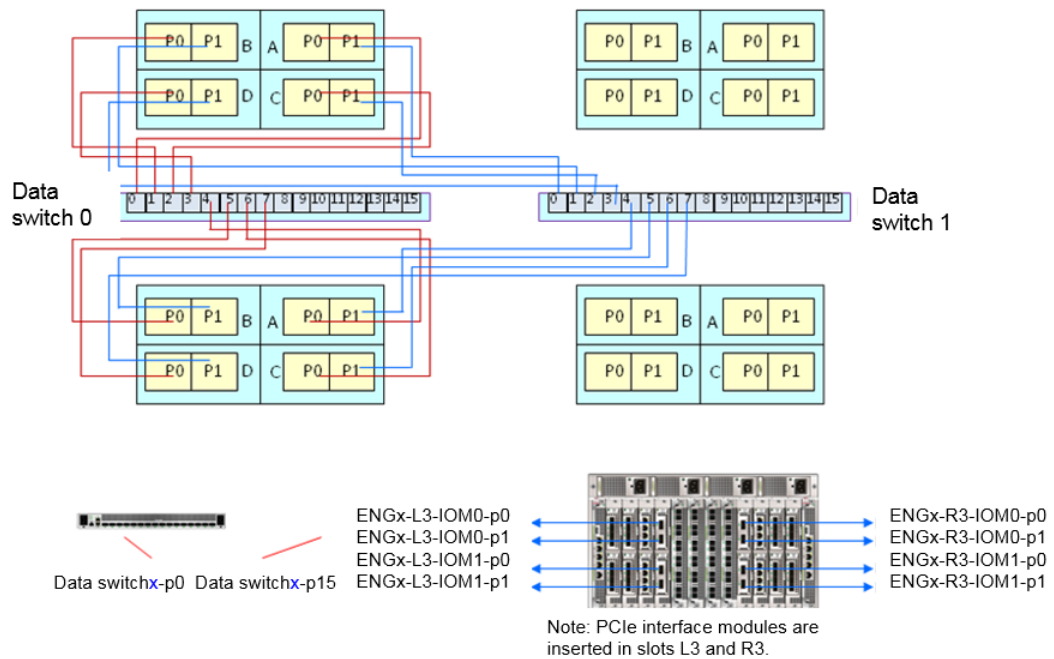 P0 P1 B A P0 P1
P0 P1 B A P0 P1
P0 P1 D C P0 P1
P0 P1 D C P0 P1
Data
switch 0
0 1 2 3 4 5 6 7 8 9 10 11 12 13 14 15
0 1 2 3 4 5 6 7 8 9 10 11 12 13 14 15
Data
switch 1
P0 P1 B A P0 P1
P0 P1 B A P0 P1
P0 P1 D C P0 P1
P0 P1 D C P0 P1
Data switchx-p0
Data switchx-p15
ENGx-L3-IOM0-p0
ENGx-L3-IOM0-p1
ENGx-L3-IOM1-p0
ENGx-L3-IOM1-p1
ENGx-R3-IOM0-p0
ENGx-R3-IOM0-p1
ENGx-R3-IOM1-p0
ENGx-R3-IOM1-p1
Note: PCIe interface modules are
inserted in slots L3 and R3.